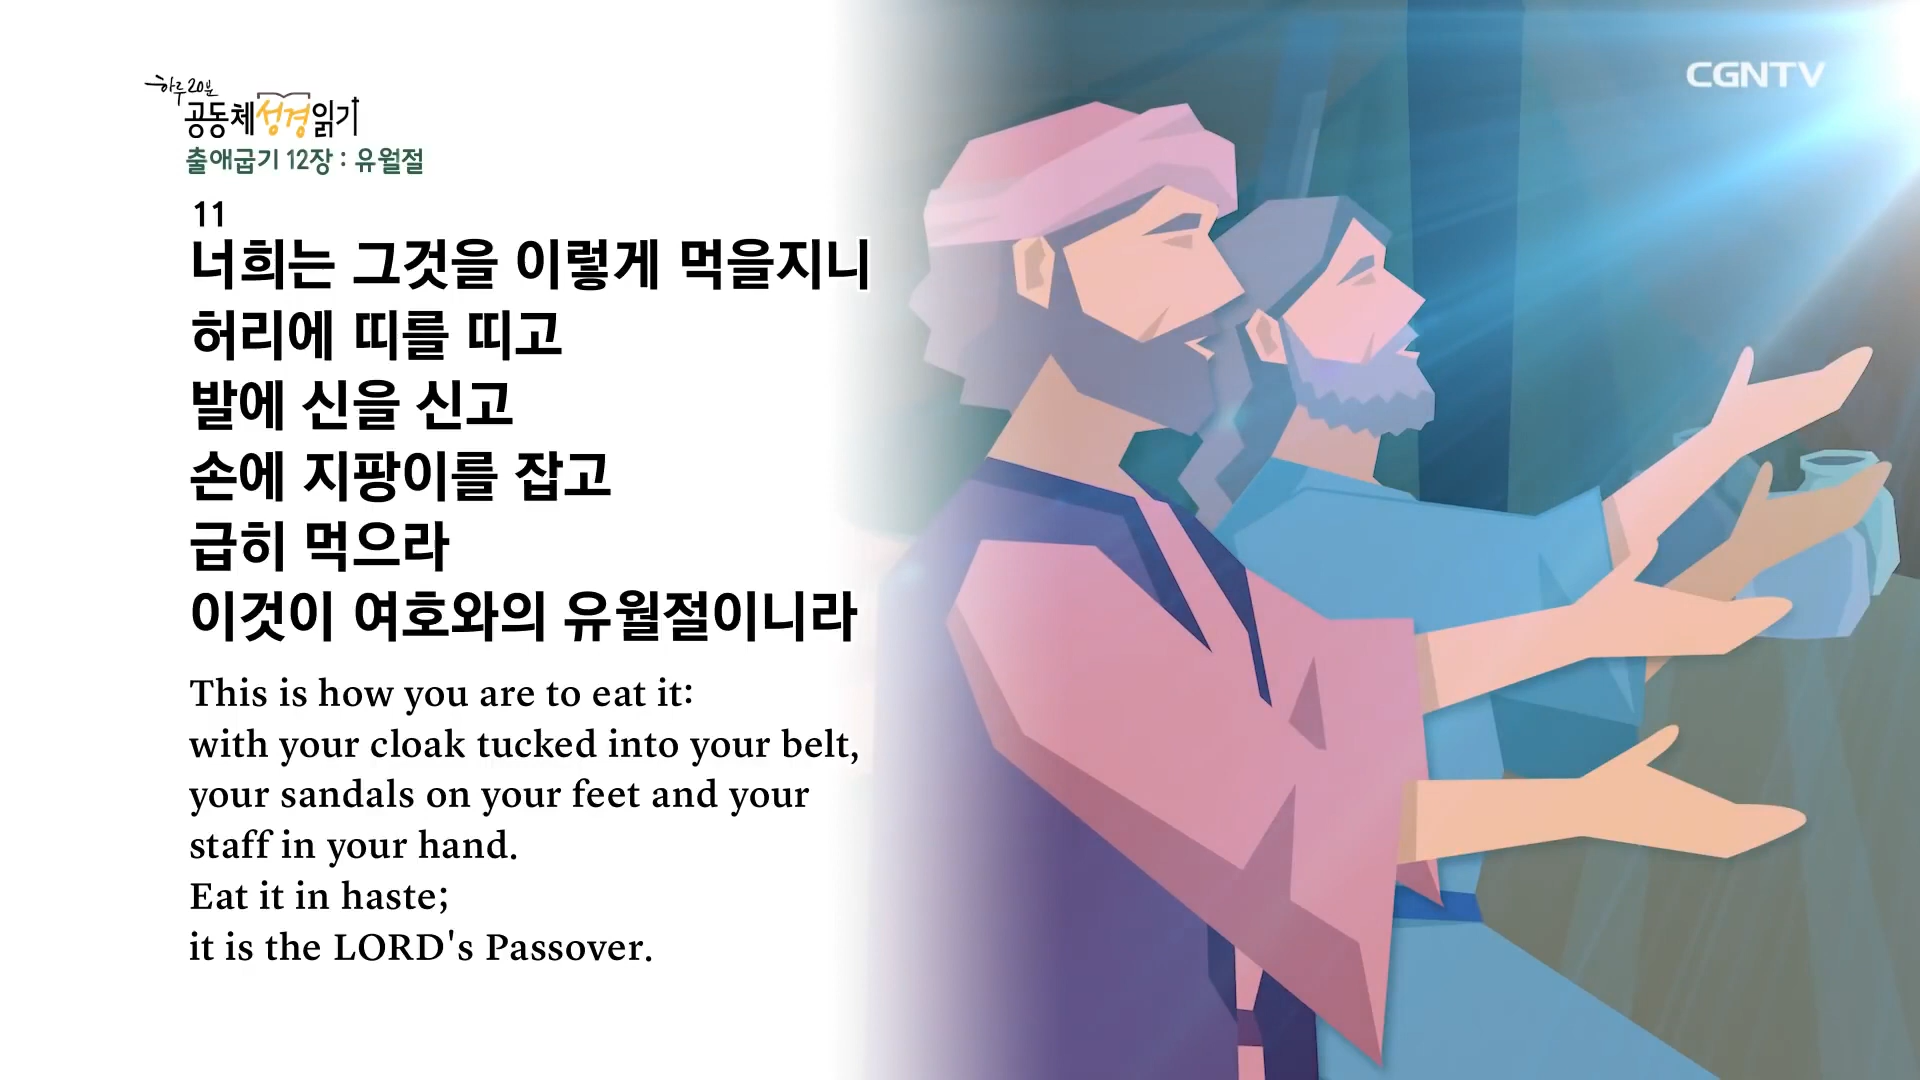 하루 20분
공동체성경읽기
출애굽기 12장 : 유월절
CGNTV
11
너희는 그것을 이렇게 먹을지니
허리에 띠를 띠고
발에 신을 신고
손에 지팡이를 잡고
급히 먹으라
이것이 여호와의 유월절이니라
This is how you are to eat it:
with your cloak tucked into your belt,
your sandals on your feet and your
staff in your hand.
Eat it in haste;
it is the LORD's Passover.